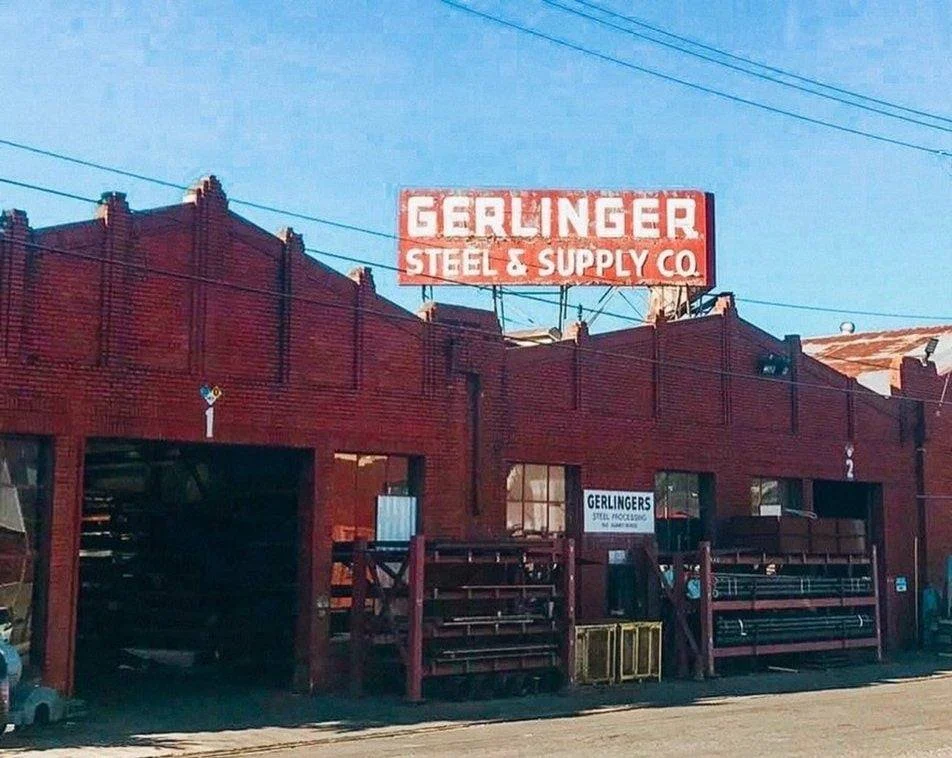 GERLINGER
STEEL & SUPPLY CO.
1
2
GERLINGERS
STEEL PROCESSING